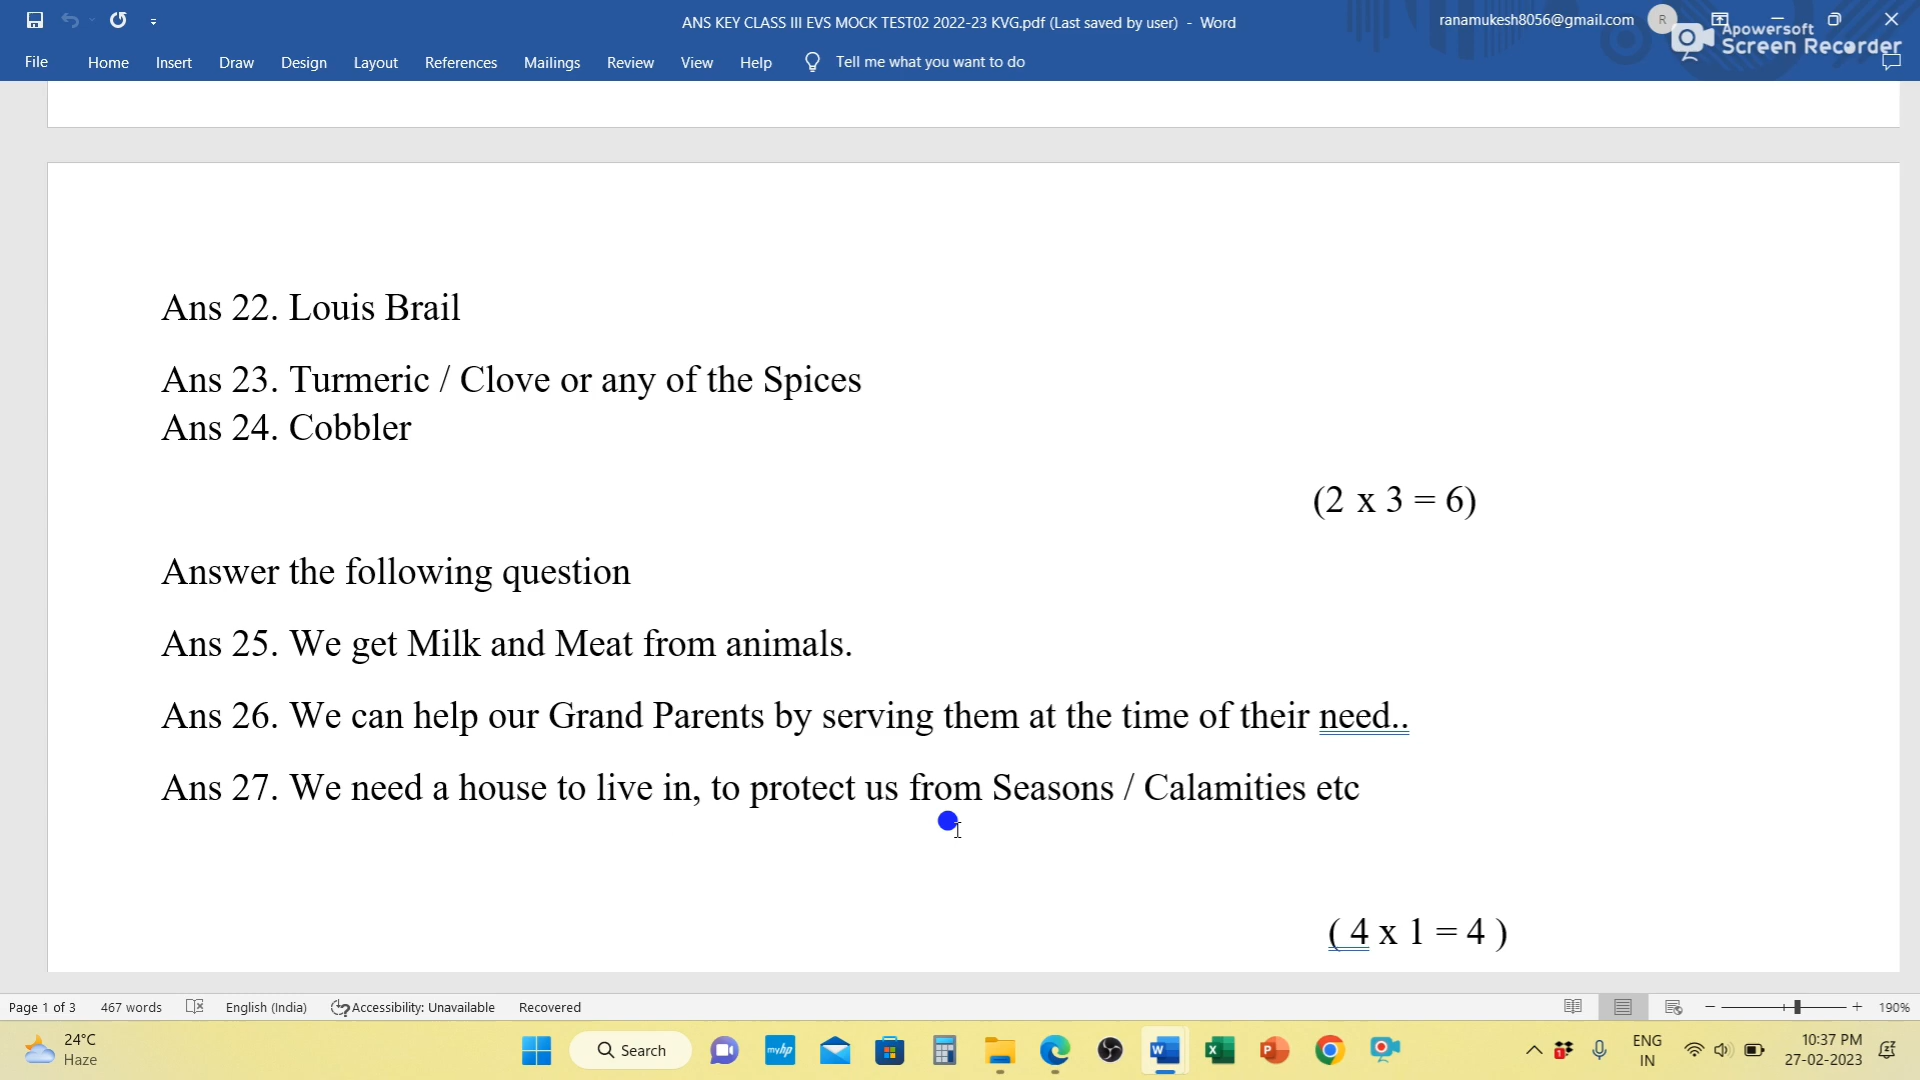 ANS KEY CLASS III EVS MOCK TEST02 2022-23 KVG.pdf (Last saved by user) - Word
ranamukesh8056@gmail.com
R
Apowersoft
Screen Recorder
File Home Insert Draw Design Layout References Mailings Review View Help Tell me what you want to do
Ans 22. Louis Brail
Ans 23. Turmeric / Clove or any of the Spices
Ans 24. Cobbler
(2 x 3 = 6)
Answer the following question
Ans 25. We get Milk and Meat from animals.
Ans 26. We can help our Grand Parents by serving them at the time of their need..
Ans 27. We need a house to live in, to protect us from Seasons / Calamities etc
( 4 x 1 = 4 )
Page 1 of 3 467 words English (India) Accessibility: Unavailable Recovered 190%
24°C
Haze
Search
myhp
W
X
P
1
ENG
IN
10:37 PM
27-02-2023